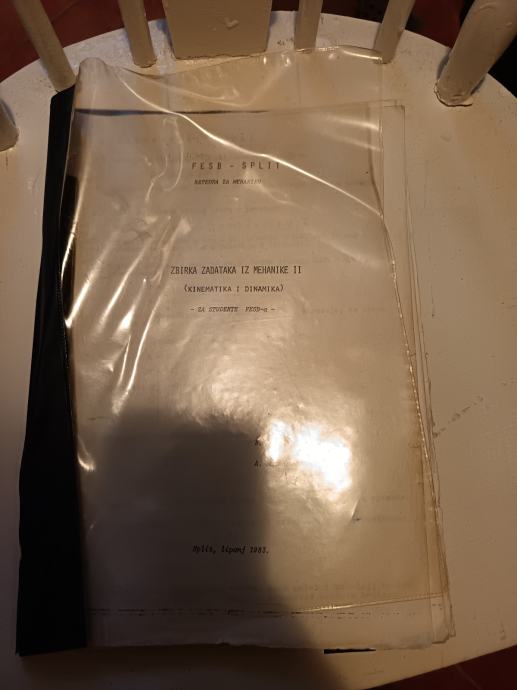 FESB - SPLIT
KATEDRA ZA MEHANIKU
ZBIRKA ZADATAKA IZ MEHANIKE II
(KINEMATIKA I DINAMIKA)
- ZA STUDENTE FESB-a -
A.
Split, lipanj 1983.